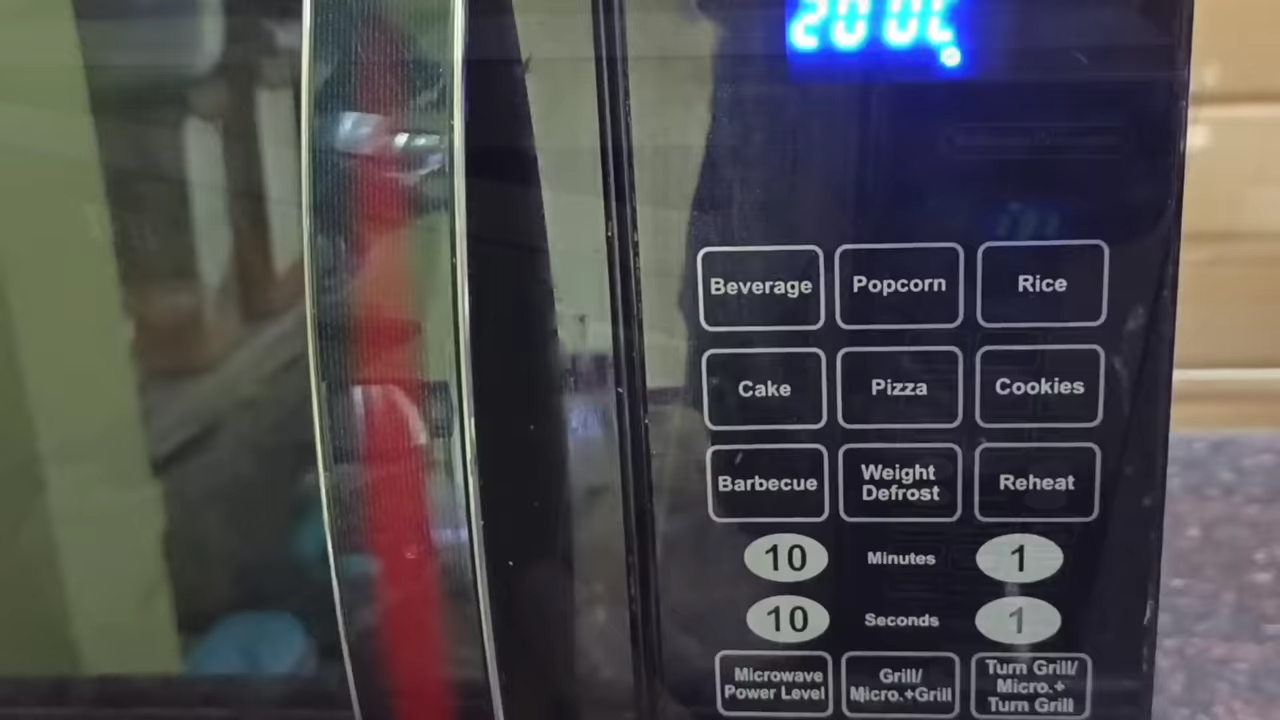 200C
Beverage Popcorn Rice
Cake Pizza Cookies
Barbecue Weight Defrost Reheat
10 Minutes 1
10 Seconds 1
Microwave Power Level Grill/ Micro.+Grill Turn Grill/ Micro.+ Turn Grill